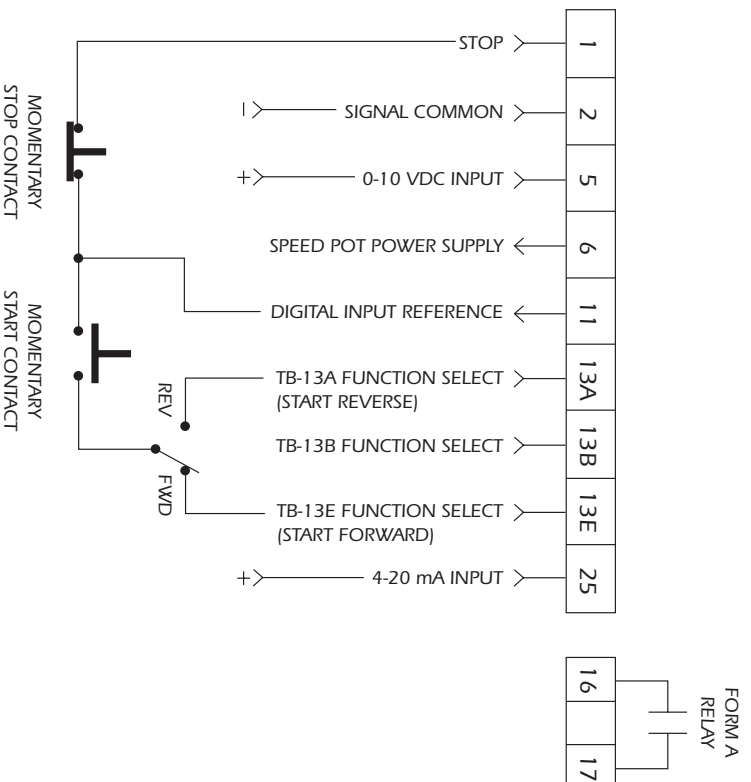 STOP
1
SIGNAL COMMON
2
0-10 VDC INPUT
5
SPEED POT POWER SUPPLY
6
DIGITAL INPUT REFERENCE
11
TB-13A FUNCTION SELECT
(START REVERSE)
13A
TB-13B FUNCTION SELECT
13B
TB-13E FUNCTION SELECT
(START FORWARD)
13E
4-20 mA INPUT
25
MOMENTARY
STOP CONTACT
MOMENTARY
START CONTACT
REV
FWD
16
17
FORM A
RELAY